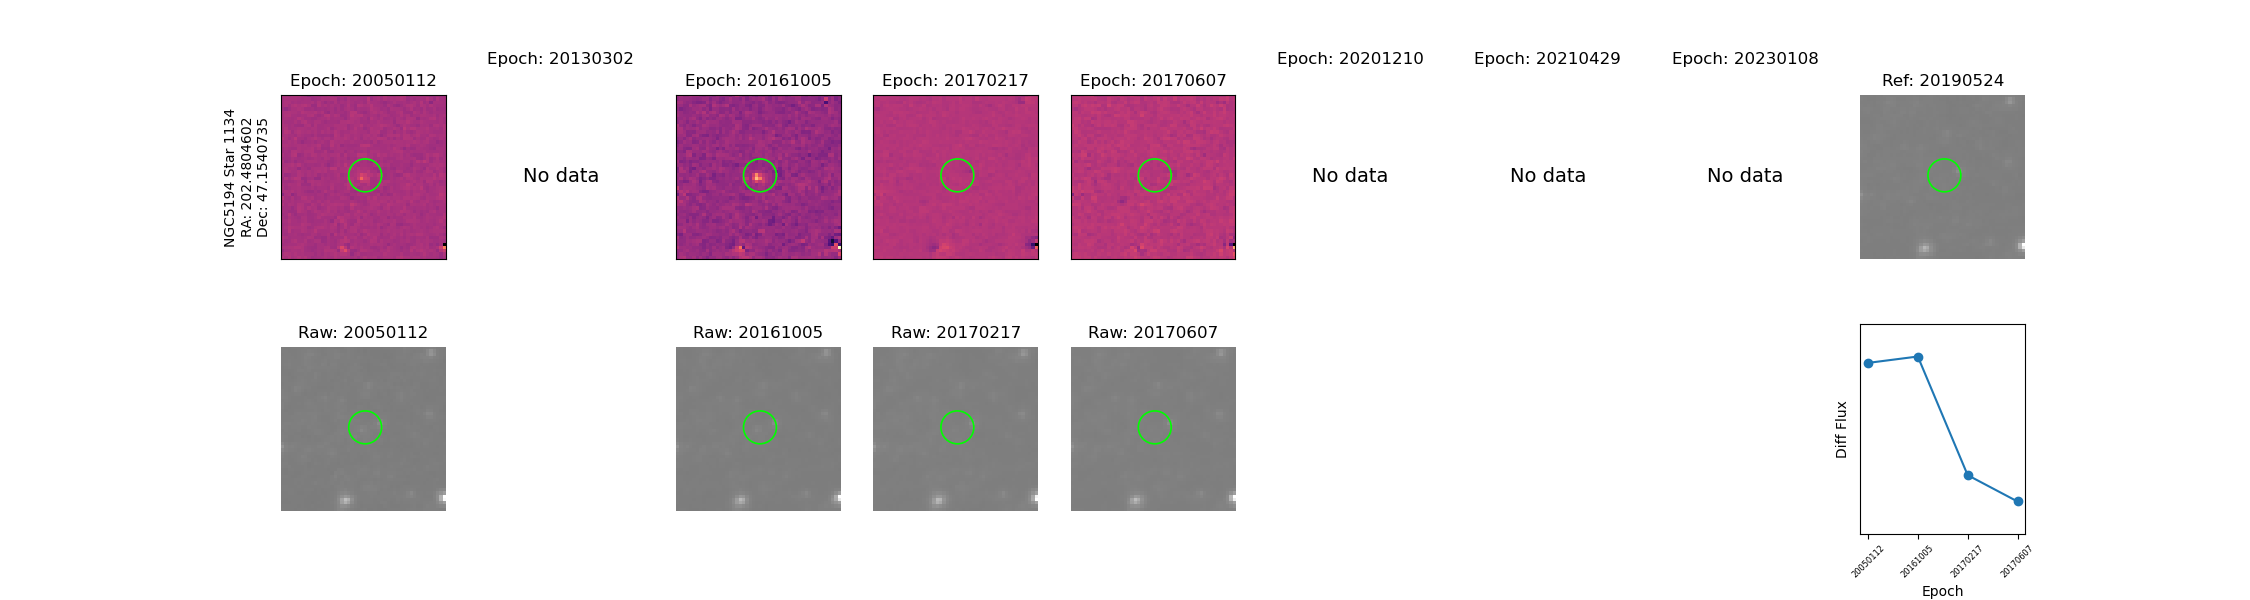 Epoch: 20050112
Epoch: 20130302
Epoch: 20161005
Epoch: 20170217
Epoch: 20170607
Epoch: 20201210
Epoch: 20210429
Epoch: 20230108
Ref: 20190524
NGC5194 Star 1134
RA: 202.4804602
Dec: 47.1540735
No data
No data
No data
No data
Raw: 20050112
Raw: 20161005
Raw: 20170217
Raw: 20170607
Diff Flux
20050112
20161005
20170217
20170607
Epoch